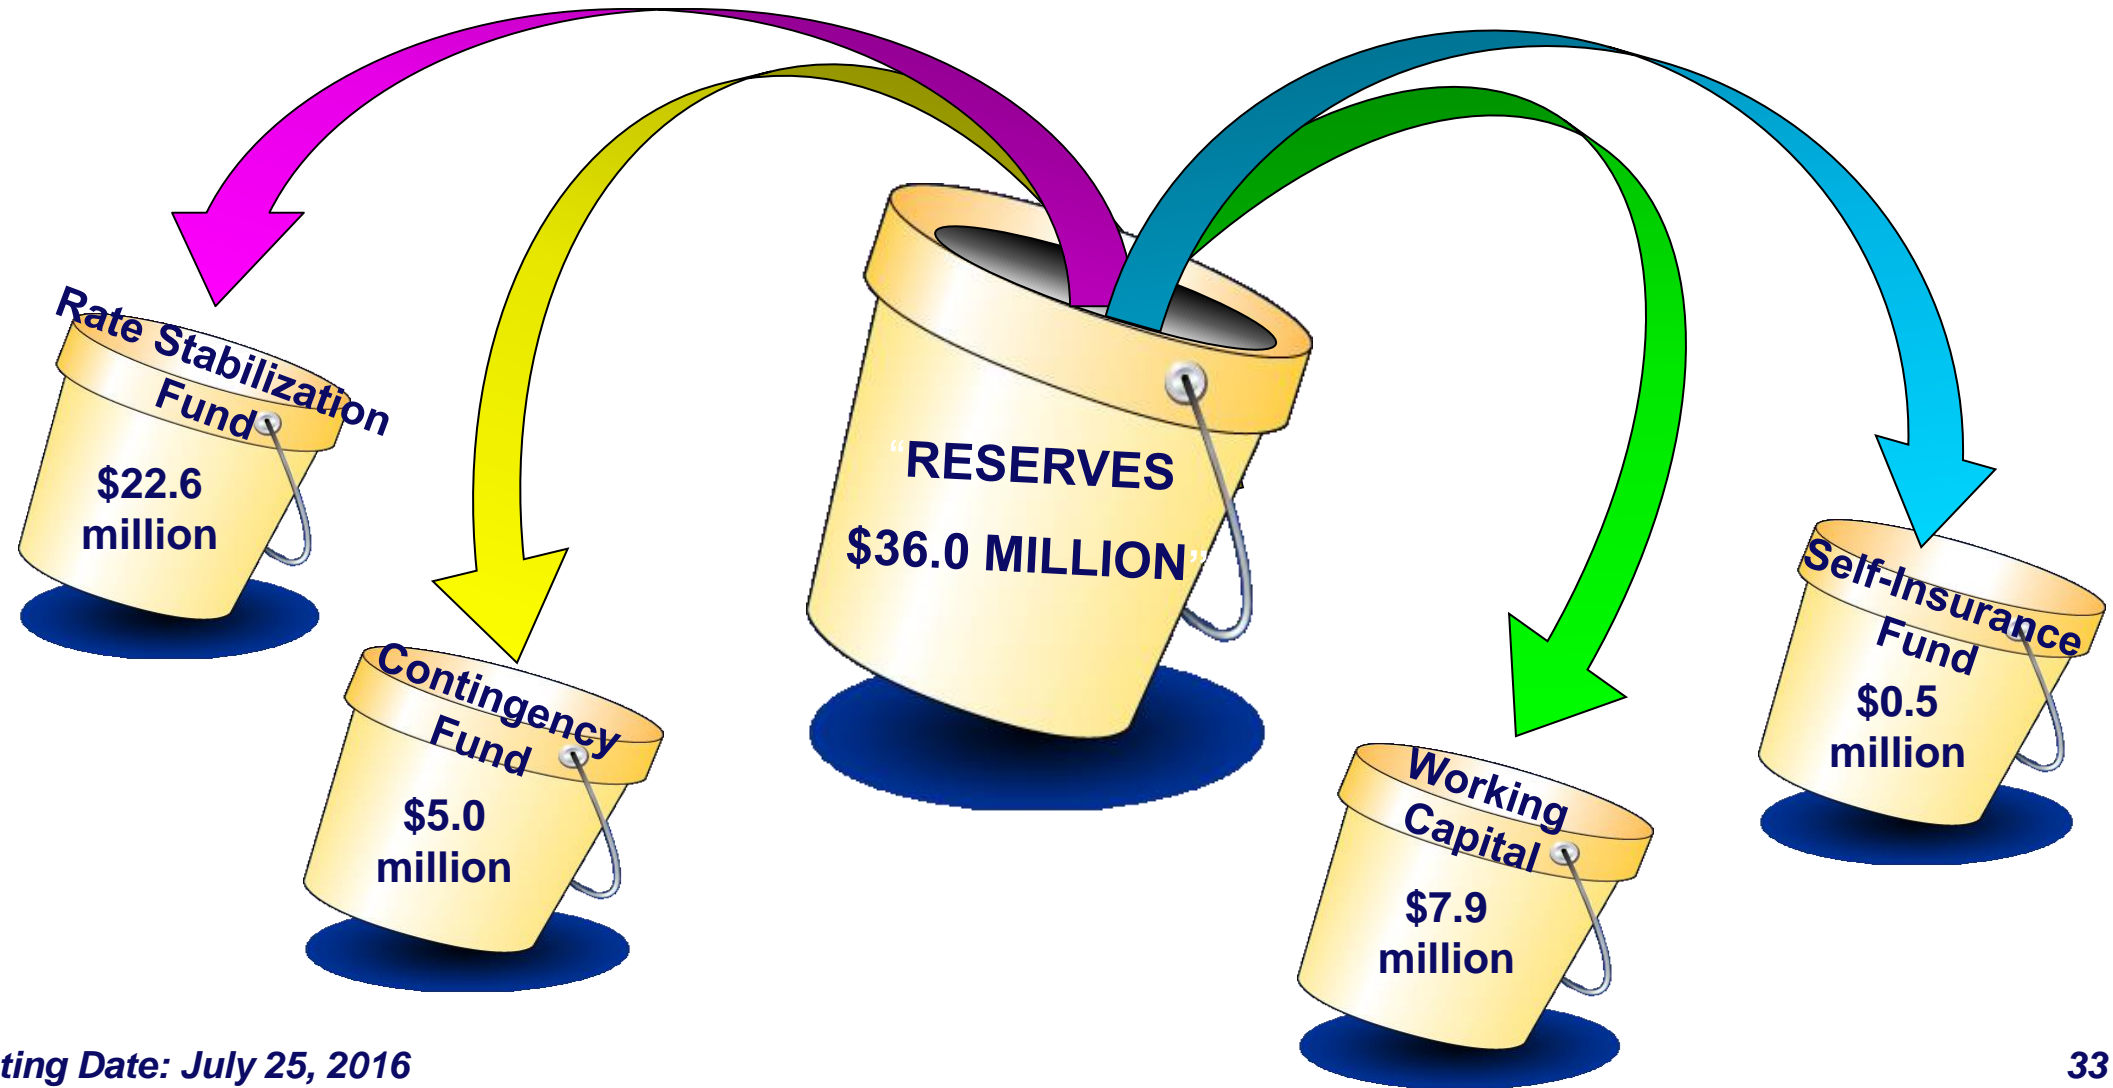 Rate Stabilization
Fund
$22.6
million
Contingency
Fund
$5.0
million
“RESERVES
$36.0 MILLION”
Working
Capital
$7.9
million
Self-Insurance
Fund
$0.5
million
ting Date: July 25, 2016
33